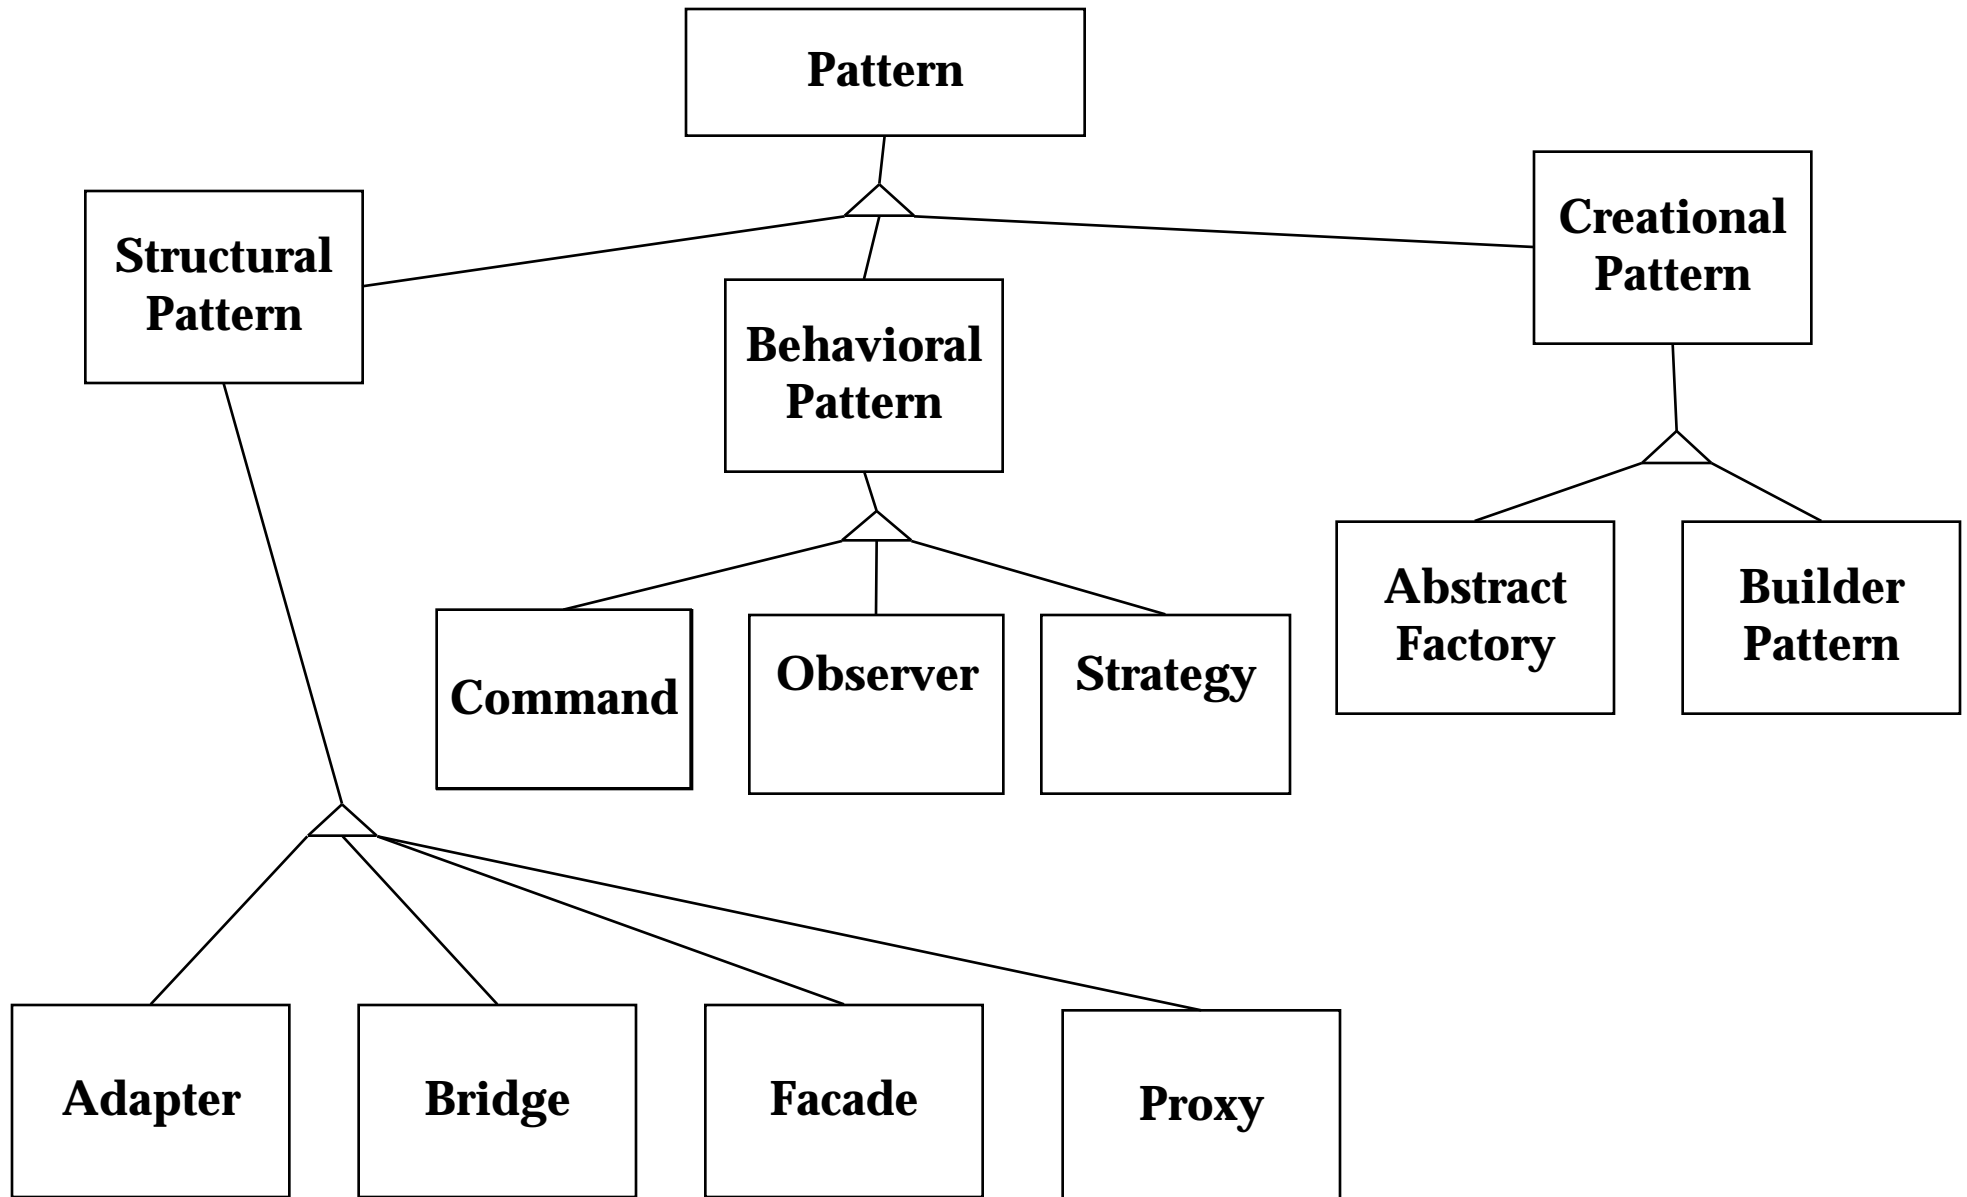 Pattern
Structural
Pattern
Behavioral
Pattern
Creational
Pattern
Command
Observer
Strategy
Abstract
Factory
Builder
Pattern
Adapter
Bridge
Facade
Proxy